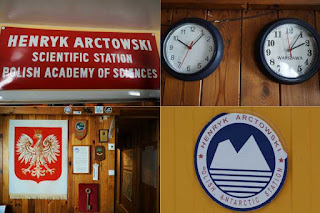 HENRYK ARCTOWSKI
SCIENTIFIC STATION
POLISH ACADEMY OF SCIENCES
WARSZAWA
HENRYK ARCTOWSKI
POLISH ANTARCTIC STATION